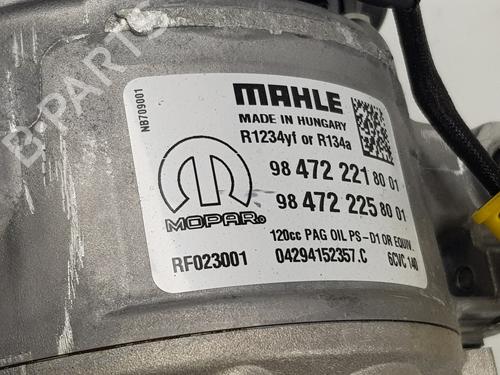 B-PARTS
NB709001
MAHLE
MADE IN HUNGARY
R1234yf or R134a
98 472 221 80 01
98 472 225 80 01
MOPAR®
120cc PAG OIL PS-D1 OR EQUIV.
RF023001 04294152357.C 6CVC 140